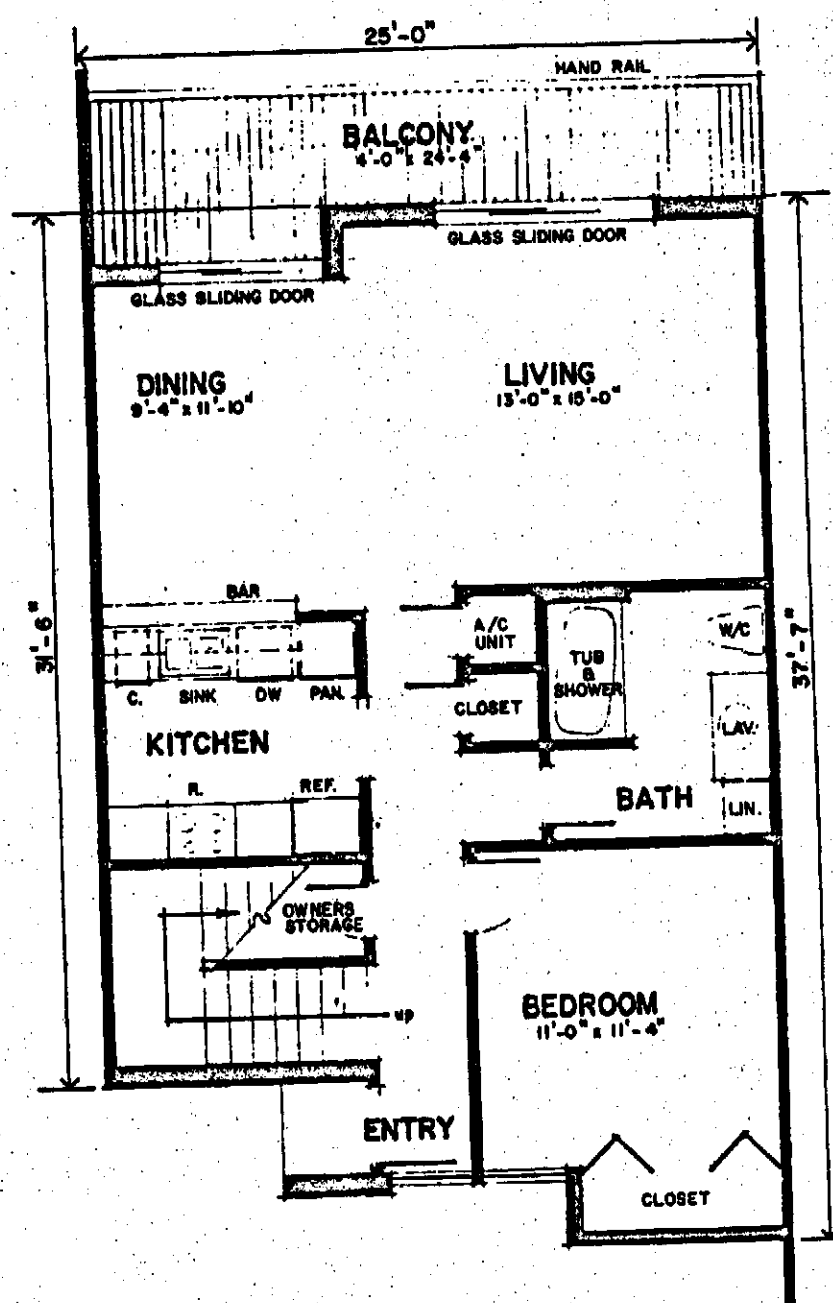 25'-0"
HAND RAIL
BALCONY
4'-0" x 24'-4"
GLASS SLIDING DOOR
GLASS SLIDING DOOR
DINING
9'-4" x 11'-10"
LIVING
13'-0" x 15'-0"
31'-6"
37'-7"
BAR
A/C
UNIT
W/C
TUB
&
SHOWER
C.
SINK
DW
PAN.
CLOSET
LAV.
KITCHEN
R.
REF.
BATH
LIN.
OWNERS
STORAGE
up
BEDROOM
11'-0" x 11'-4"
ENTRY
CLOSET